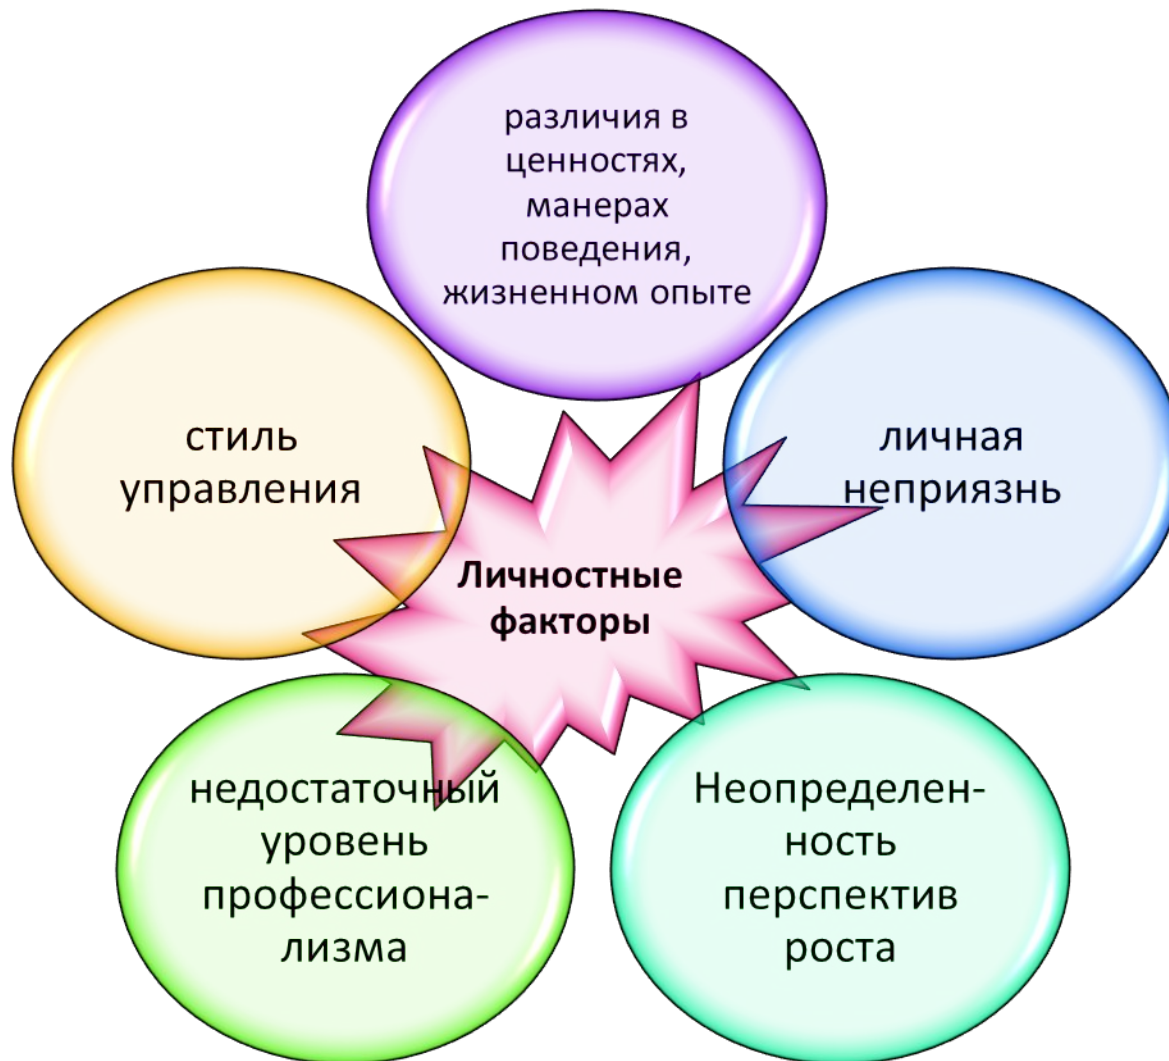 различия в
ценностях,
манерах
поведения,
жизненном опыте
стиль
управления
личная
неприязнь
Личностные
факторы
недостаточный
уровень
профессиона-
лизма
Неопределен-
ность
перспектив
роста